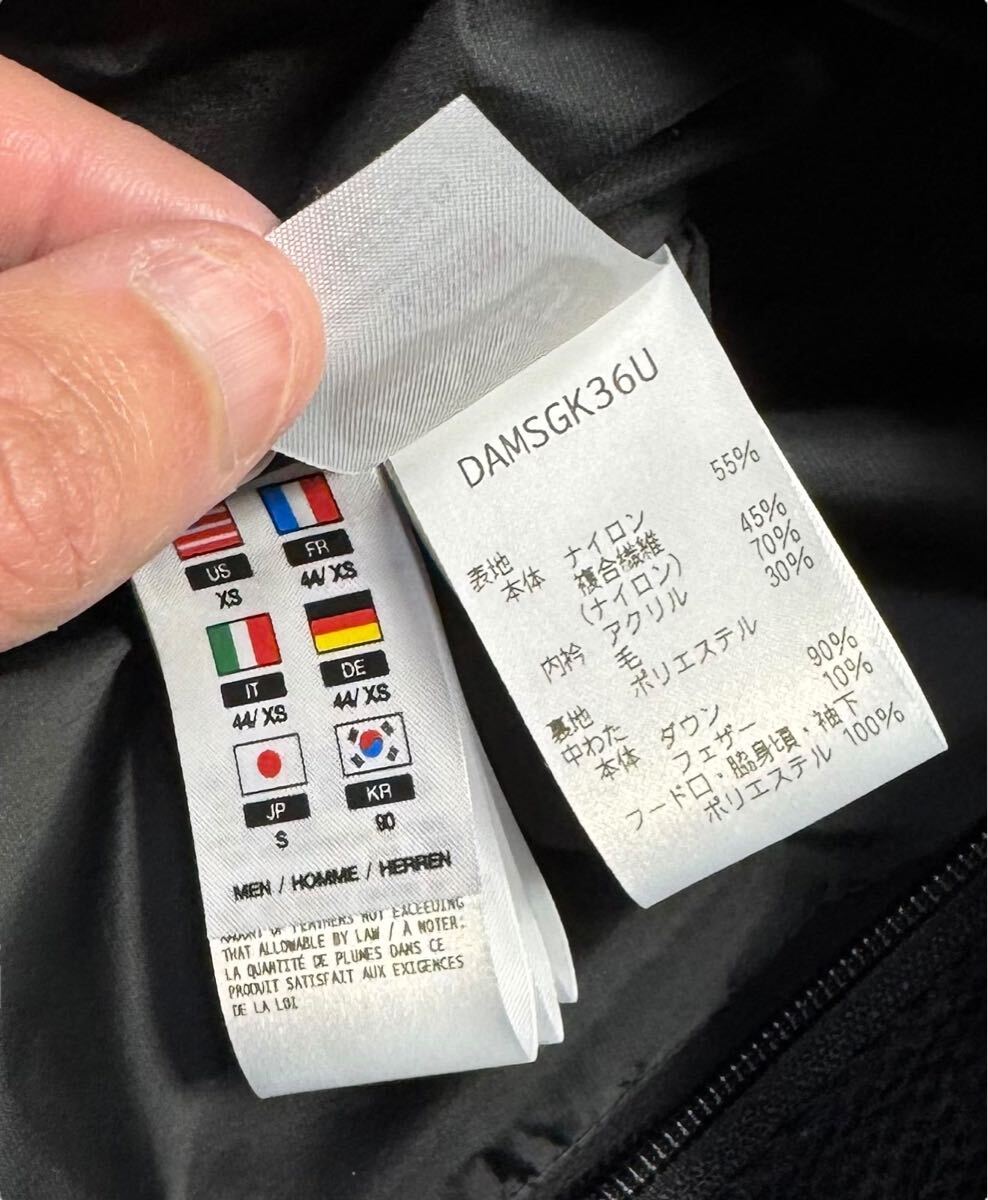 DAMSGK36U
表地 ナイロン 55%
本体 複合繊維
(ナイロン) 45%
内衿 アクリル 70%
毛 30%
ポリエステル
裏地
中わた ダウン 90%
本体 フェザー 10%
フード口・脇身頃・袖下
ポリエステル 100%
US FR
XS 44/XS
IT DE
44/XS 44/XS
JP KR
S 90
MEN / HOMME / HERREN
NOT EXCEEDING
THAT ALLOWABLE BY LAW / À NOTER:
LA QUANTITÉ DE PLUMES DANS CE
PRODUIT SATISFAIT AUX EXIGENCES
DE LA LOI